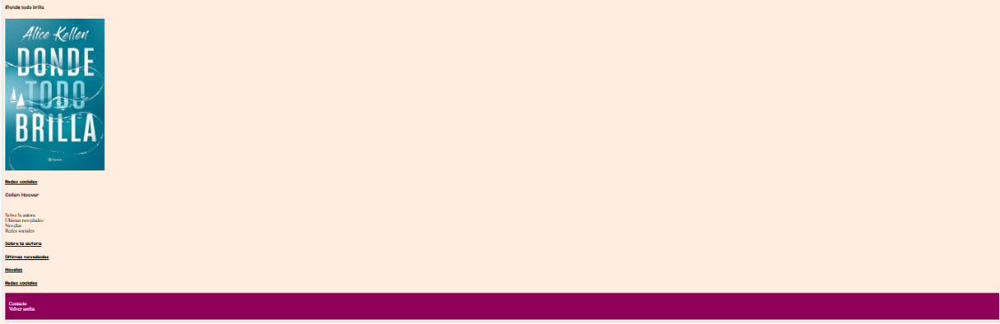 Donde todo brilla
Alice Kellen
DONDE
TODO
BRILLA
Planeta
Redes sociales
Collen Hoover
Sobre la autora
Últimas novedades
Novelas
Redes sociales
Sobre la autora
Últimas novedades
Novelas
Redes sociales
Contacto
Volver arriba